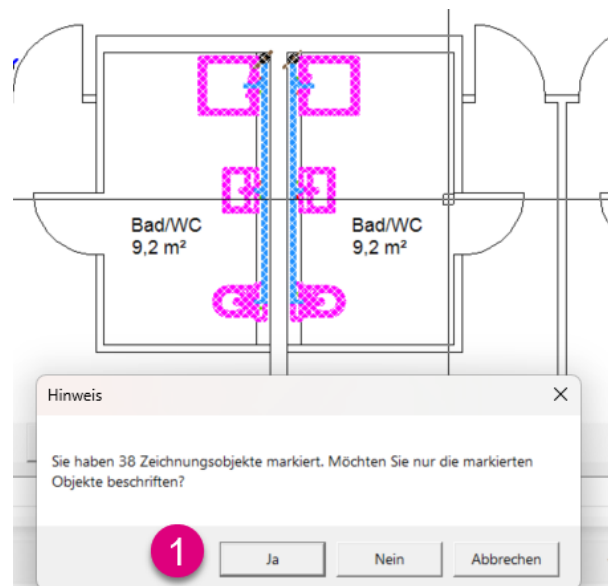 Bad/WC
9,2 m²
Bad/WC
9,2 m²
Hinweis
Sie haben 38 Zeichnungsobjekte markiert. Möchten Sie nur die markierten
Objekte beschriften?
1
Ja
Nein
Abbrechen